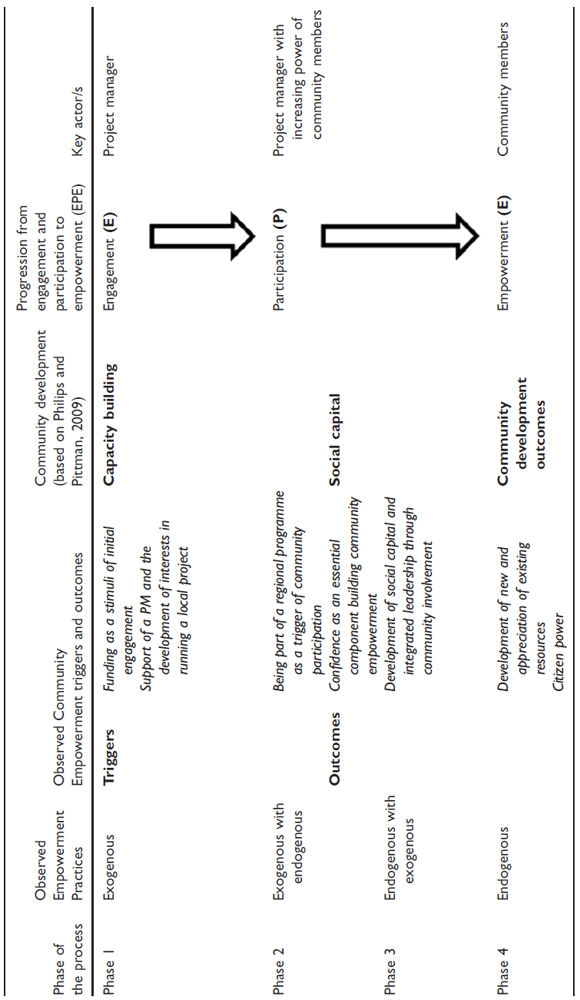 Phase of
the process
Observed
Empowerment
Practices
Observed Community
Empowerment triggers and outcomes
Community development
(based on Philips and
Pittman, 2009)
Progression from
engagement and
participation to
empowerment (EPE)
Key actor/s
Phase 1
Exogenous
Triggers
Funding as a stimuli of initial
engagement
Support of a PM and the
development of interests in
running a local project
Capacity building
Engagement (E)
Project manager
Phase 2
Exogenous with
endogenous
Being part of a regional programme
as a trigger of community
participation
Participation (P)
Project manager with
increasing power of
community members
Outcomes
Confidence as an essential
component building community
empowerment
Social capital
Phase 3
Endogenous with
exogenous
Development of social capital and
integrated leadership through
community involvement
Phase 4
Endogenous
Development of new and
appreciation of existing
resources
Citizen power
Community
development
outcomes
Empowerment (E)
Community members